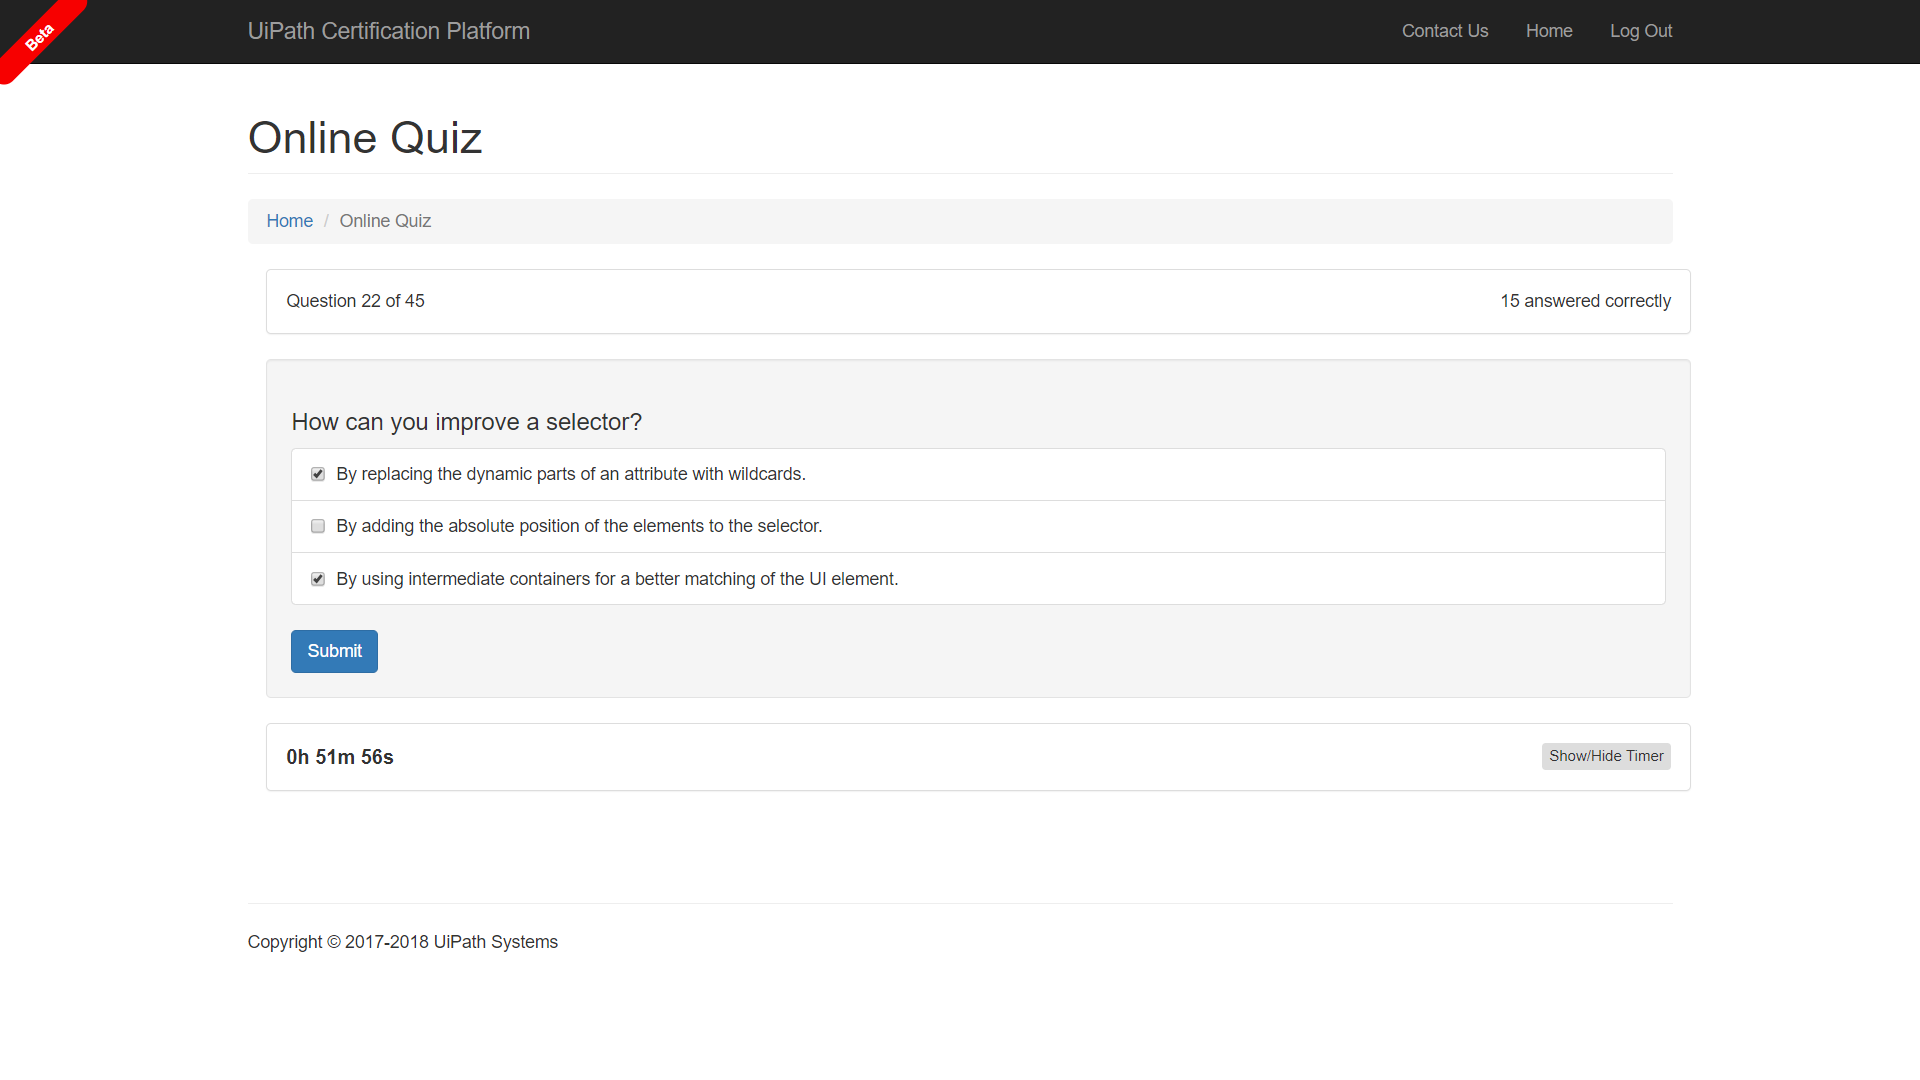 Beta
UiPath Certification Platform
Contact Us
Home
Log Out
Online Quiz
Home / Online Quiz
Question 22 of 45
15 answered correctly
How can you improve a selector?
By replacing the dynamic parts of an attribute with wildcards.
By adding the absolute position of the elements to the selector.
By using intermediate containers for a better matching of the UI element.
Submit
0h 51m 56s
Show/Hide Timer
Copyright © 2017-2018 UiPath Systems